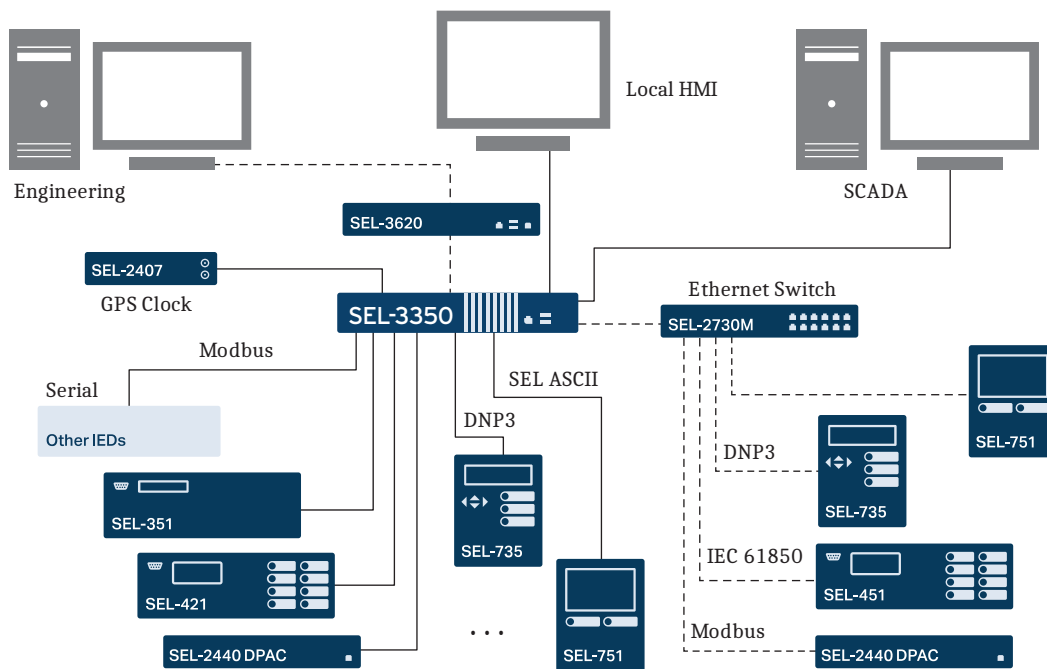 Local HMI
Engineering
SCADA
SEL-3620
SEL-2407
GPS Clock
Ethernet Switch
SEL-3350
SEL-2730M
Modbus
SEL ASCII
Serial
Other IEDs
DNP3
DNP3
SEL-751
SEL-351
SEL-735
SEL-735
IEC 61850
SEL-421
SEL-451
...
Modbus
SEL-2440 DPAC
SEL-751
SEL-2440 DPAC